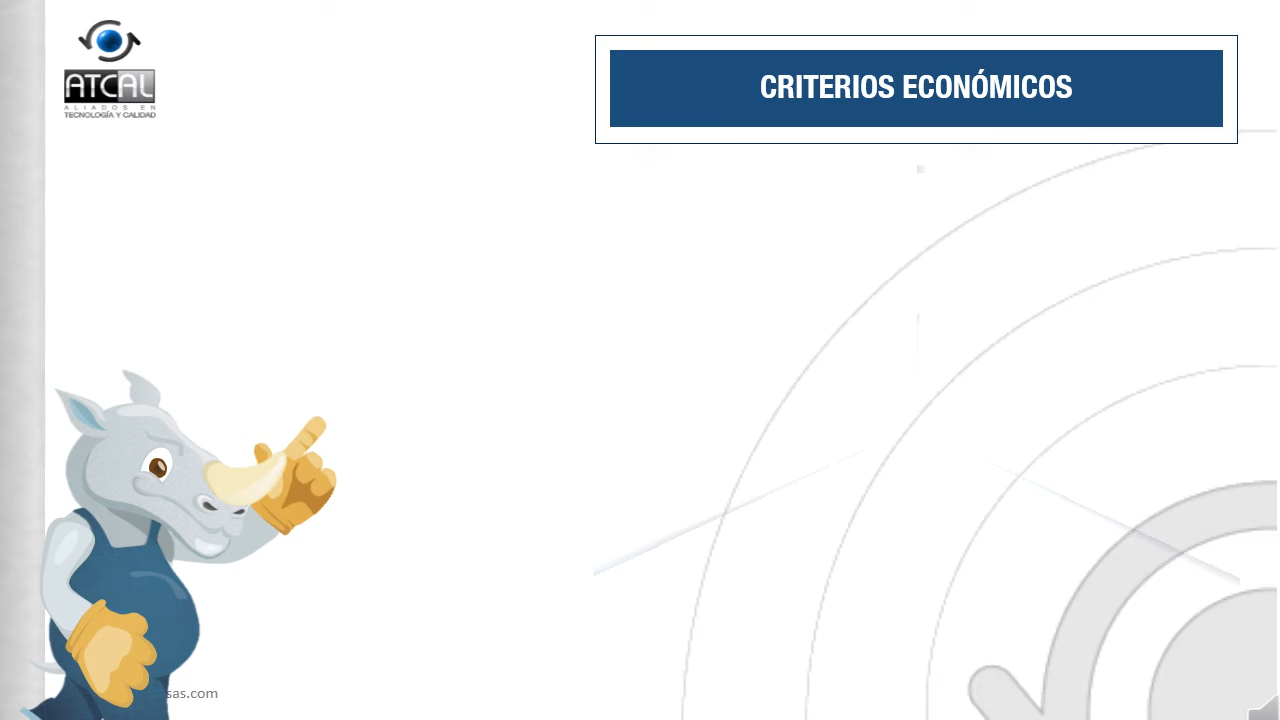 ATCAL
ALIADOS EN
TECNOLOGÍA Y CALIDAD
CRITERIOS ECONÓMICOS
sas.com